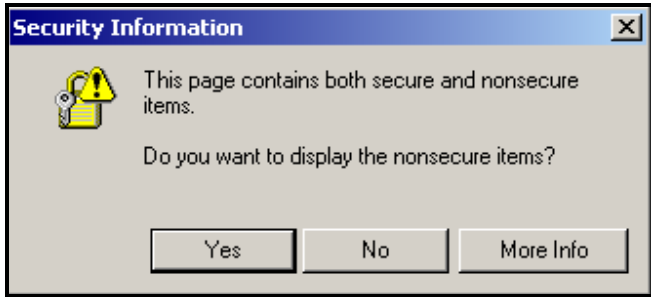 Security Information
This page contains both secure and nonsecure
items.
Do you want to display the nonsecure items?
Yes
No
More Info